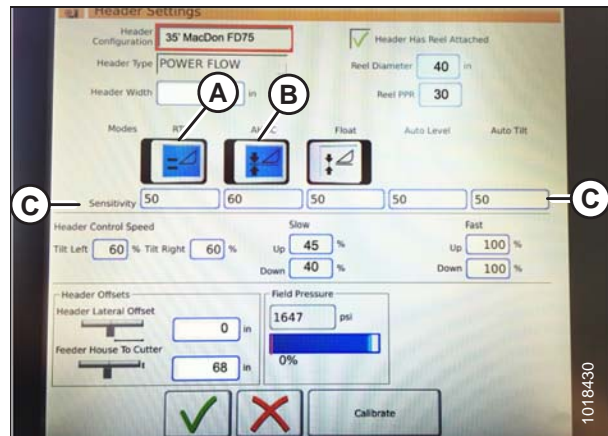 Header Settings
Header Configuration
35' MacDon FD75
Header Has Reel Attached
Header Type
POWER FLOW
Reel Diameter
40
in
Header Width
in
Reel PPR
30
A
B
Modes
Float
Auto Level
Auto Tilt
C
Sensitivity
50
60
50
50
50
C
Header Control Speed
Slow
Fast
Tilt Left
60
%
Tilt Right
60
%
Up
45
%
Up
100
%
Down
40
%
Down
100
%
Header Offsets
Field Pressure
Header Lateral Offset
0
in
1647
psi
Feeder House To Cutter
68
in
0%
Calibrate
1018430